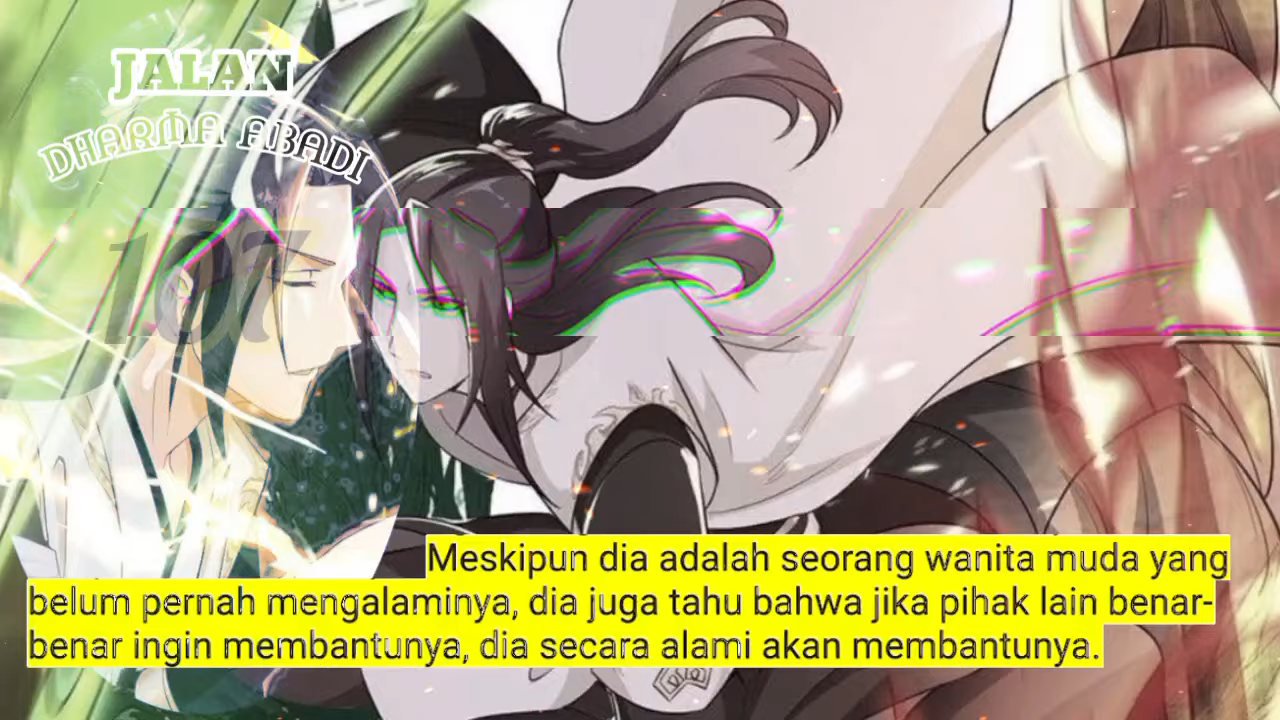 JALAN
DHARMA ABADI
107
Meskipun dia adalah seorang wanita muda yang
belum pernah mengalaminya, dia juga tahu bahwa jika pihak lain benar-
benar ingin membantunya, dia secara alami akan membantunya.